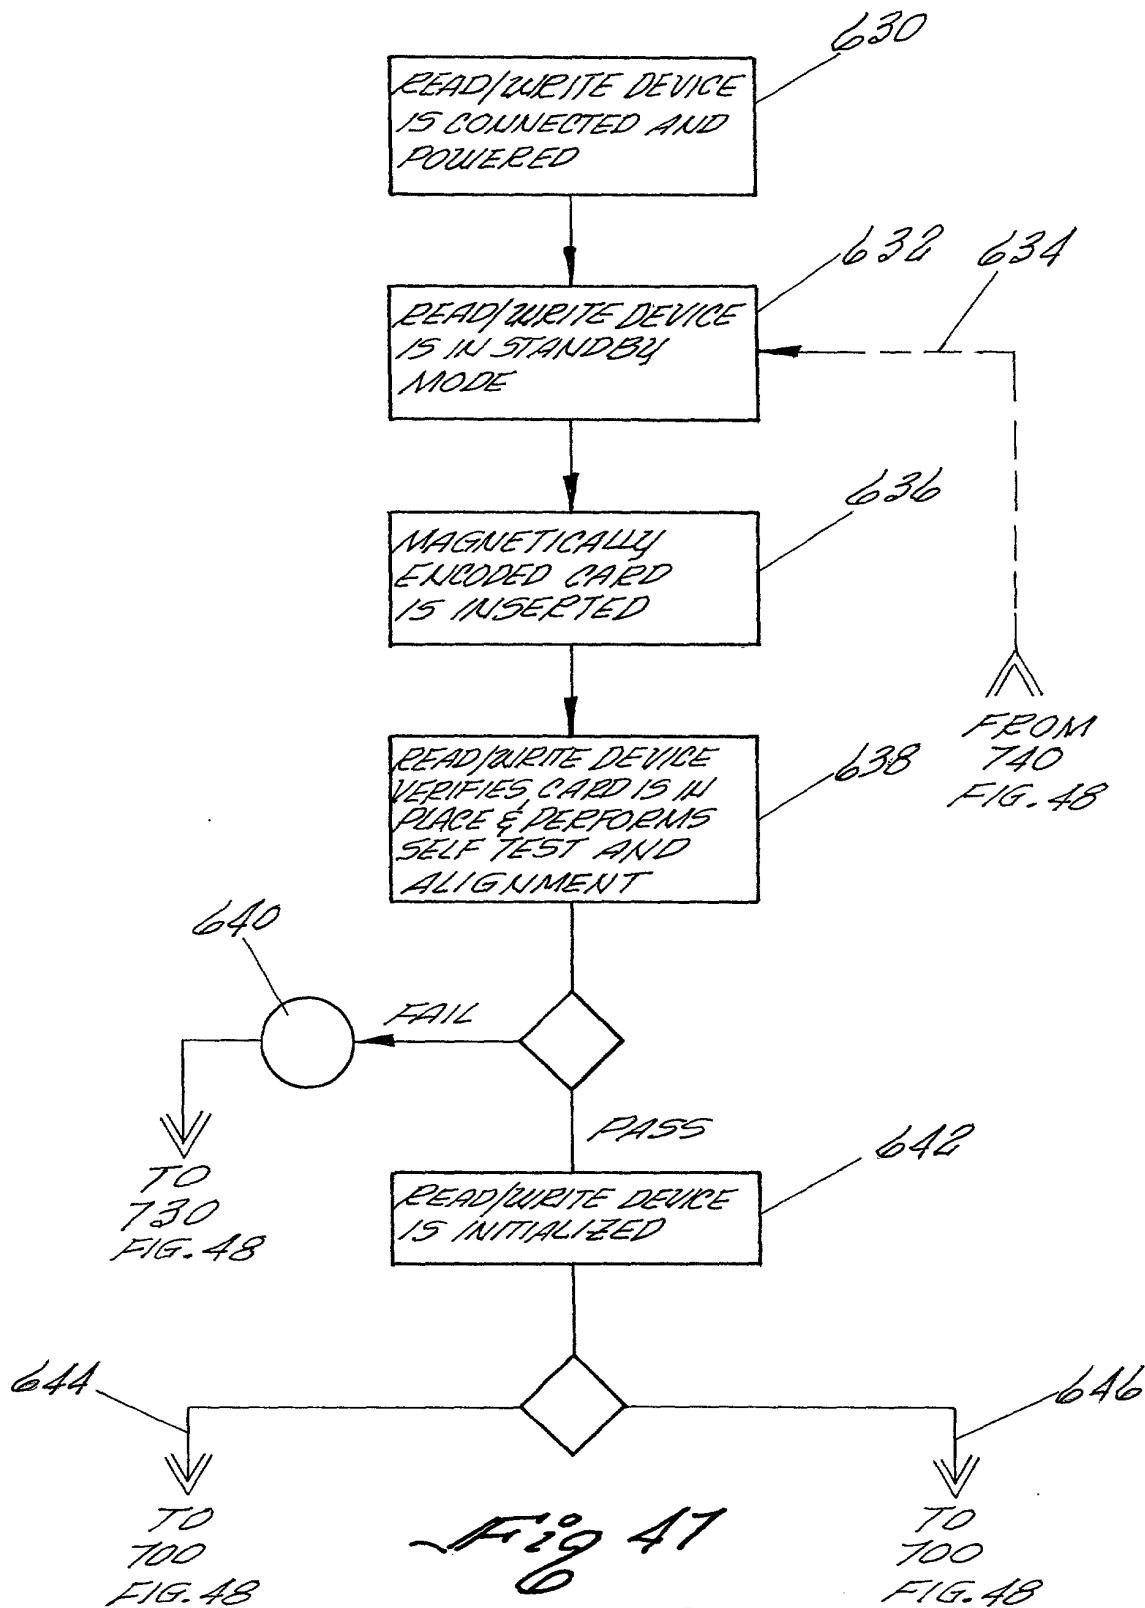 630
READ/WRITE DEVICE
IS CONNECTED AND
POWERED
632
634
READ/WRITE DEVICE
IS IN STANDBY
MODE
636
MAGNETICALLY
ENCODED CARD
IS INSERTED
FROM
740
FIG. 48
638
READ/WRITE DEVICE
VERIFIES CARD IS IN
PLACE & PERFORMS
SELF TEST AND
ALIGNMENT
640
FAIL
PASS
TO
730
FIG. 48
642
READ/WRITE DEVICE
IS INITIALIZED
644
646
TO
700
FIG. 48
TO
700
FIG. 48
Fig 47